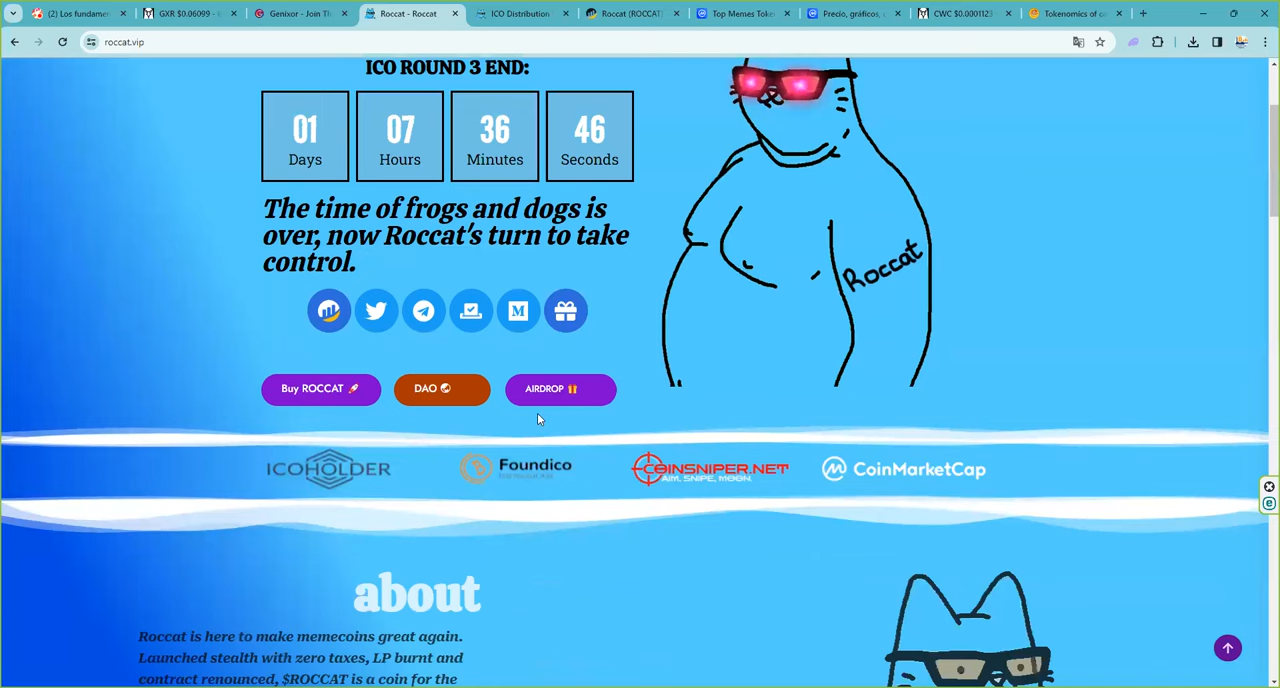 (2) Los fundamen
GXR $0.06099 -
Genixor - Join Th
Roccat - Roccat
ICO Distribution
Roccat (ROCCAT)
Top Memes Toke
Precio, gráficos,
CWC $0.0001123
Tokenomics of c
roccat.vip
ICO ROUND 3 END:
01 07 36 46
Days Hours Minutes Seconds
The time of frogs and dogs is
over, now Roccat's turn to take
control.
Roccat
M
Buy ROCCAT 🚀 DAO AIRDROP 🎁
ICOHOLDER Foundico COINSNIPER.NET CoinMarketCap
AIM, SNIPE, MOON.
about
Roccat is here to make memecoins great again.
Launched stealth with zero taxes, LP burnt and
contract renounced, $ROCCAT is a coin for the